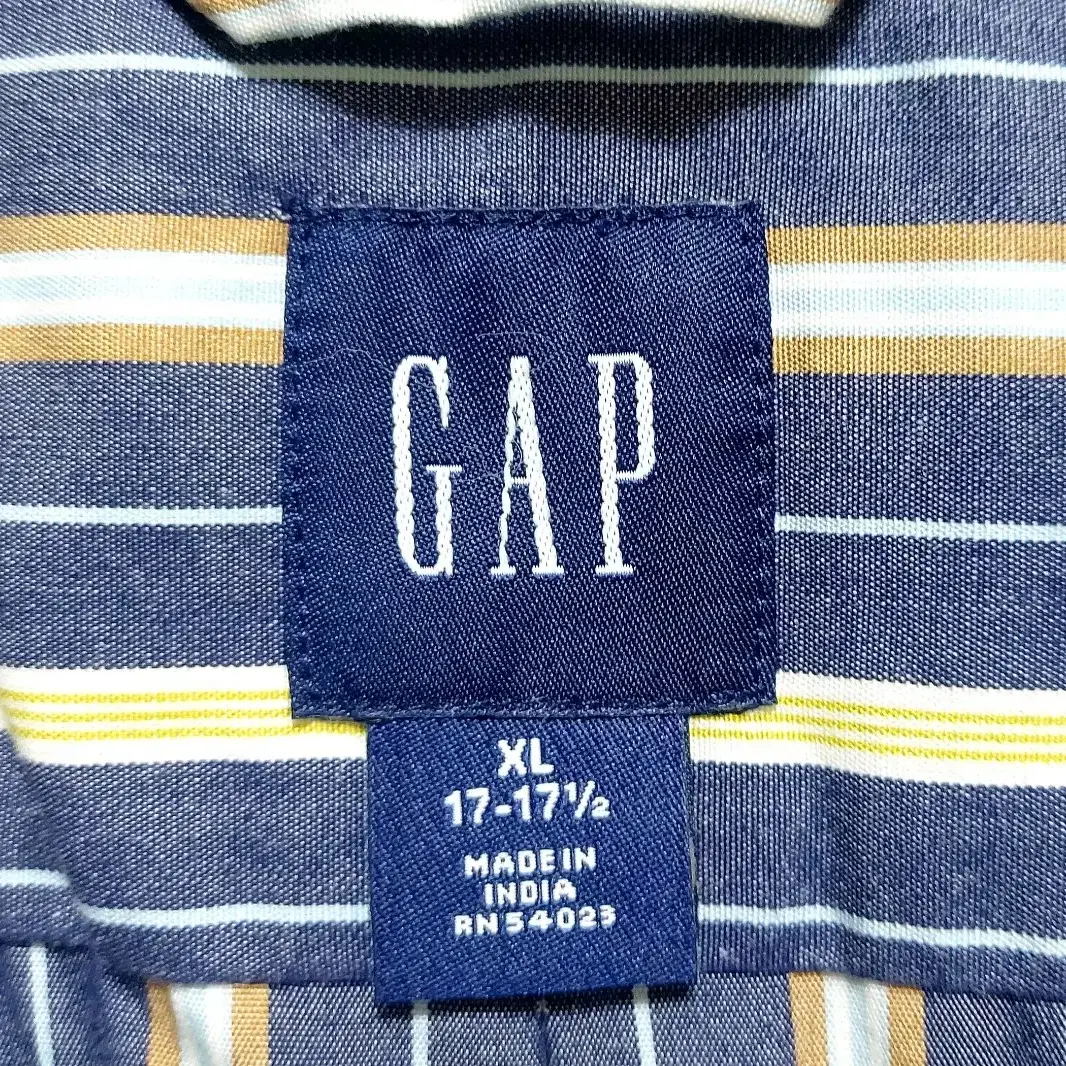 GAP
XL
17-17½
MADE IN
INDIA
RN54023